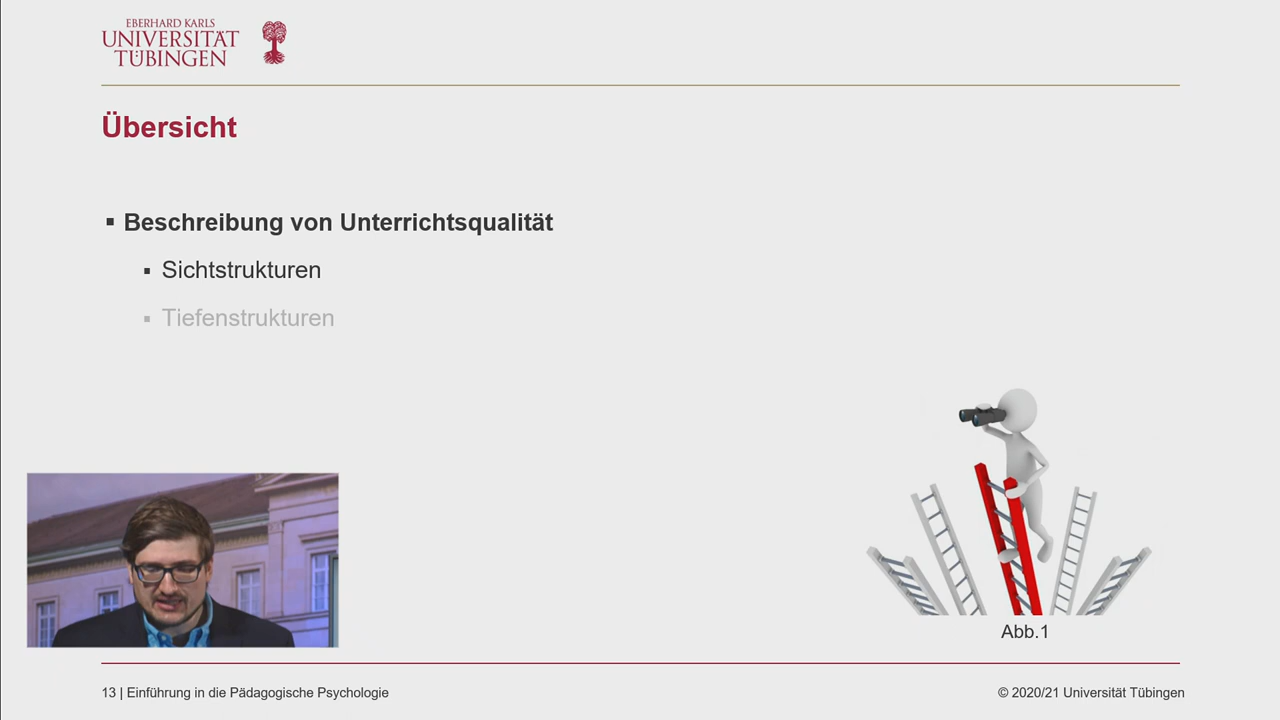 EBERHARD KARLS
UNIVERSITÄT
TÜBINGEN
Übersicht
▪ Beschreibung von Unterrichtsqualität
▪ Sichtstrukturen
▪ Tiefenstrukturen
Abb.1
13 | Einführung in die Pädagogische Psychologie
© 2020/21 Universität Tübingen